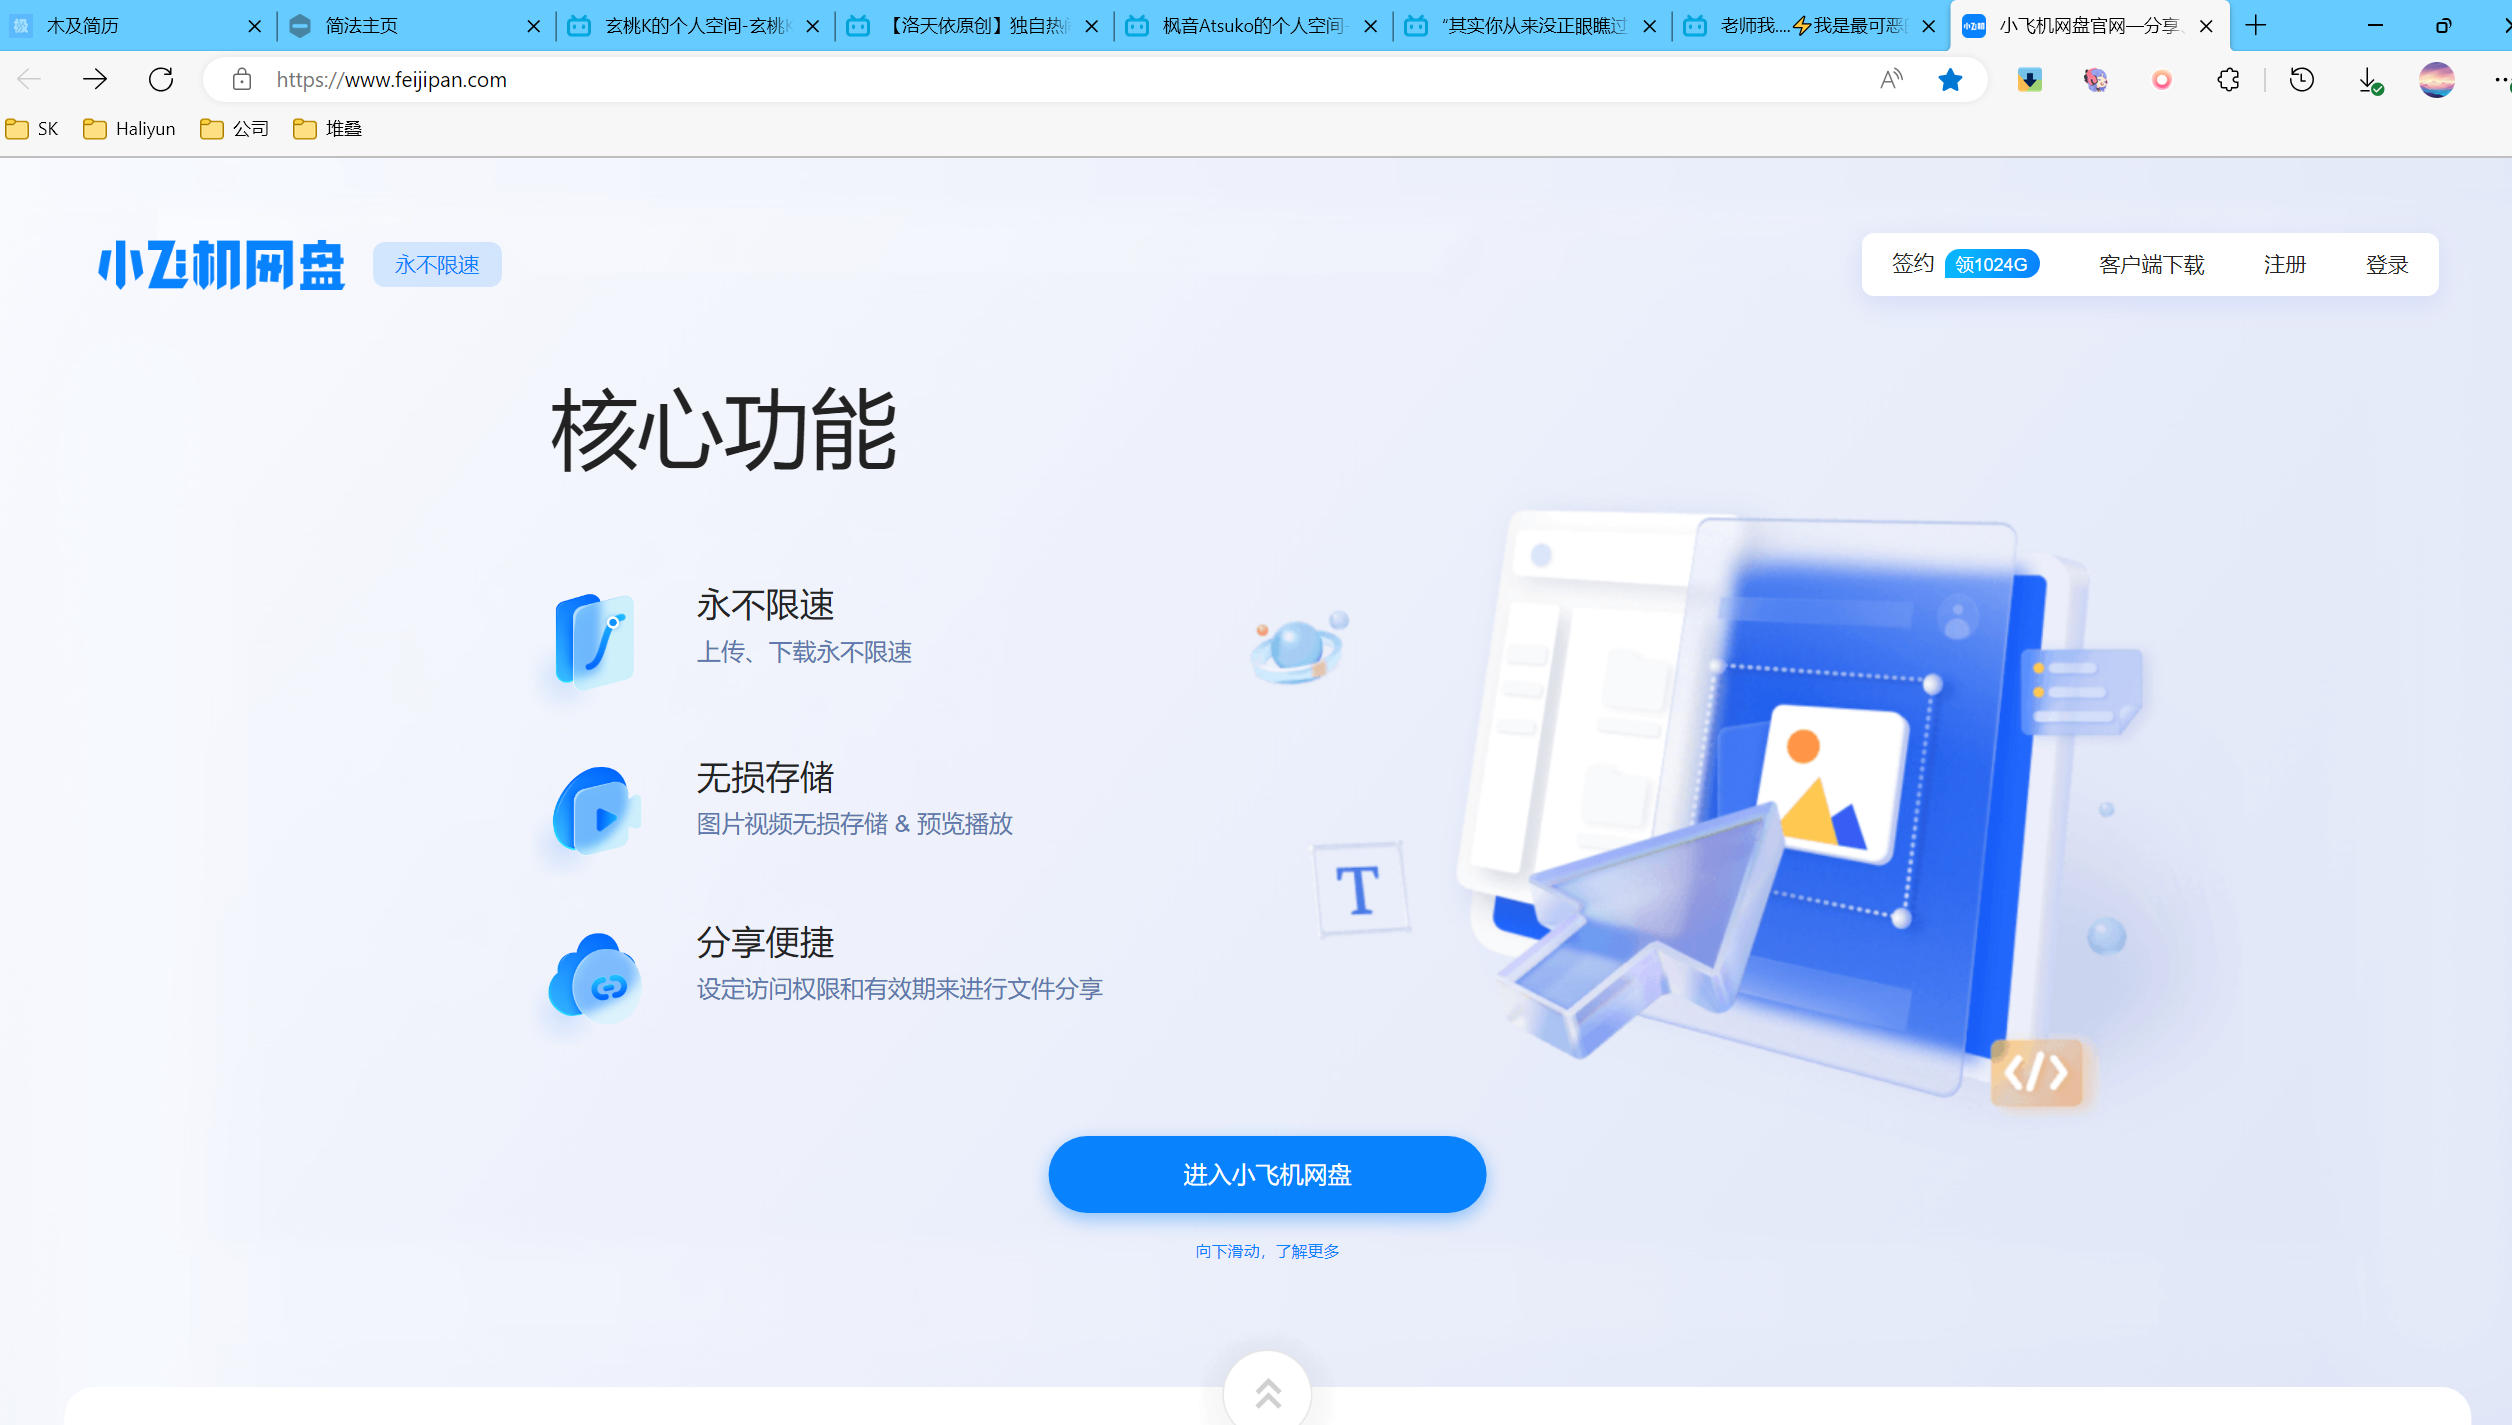 木及简历
简法主页
玄桃K的个人空间-玄桃K
【洛天依原创】独自热
枫音Atsuko的个人空间-
“其实你从来没正眼瞧过
老师我....⚡我是最可恶
小飞机网盘官网—分享、
https://www.feijipan.com
SK
Haliyun
公司
堆叠
小飞机网盘
永不限速
签约
领1024G
客户端下载
注册
登录
核心功能
永不限速
上传、下载永不限速
无损存储
图片视频无损存储 & 预览播放
分享便捷
设定访问权限和有效期来进行文件分享
T
</>
进入小飞机网盘
向下滑动，了解更多